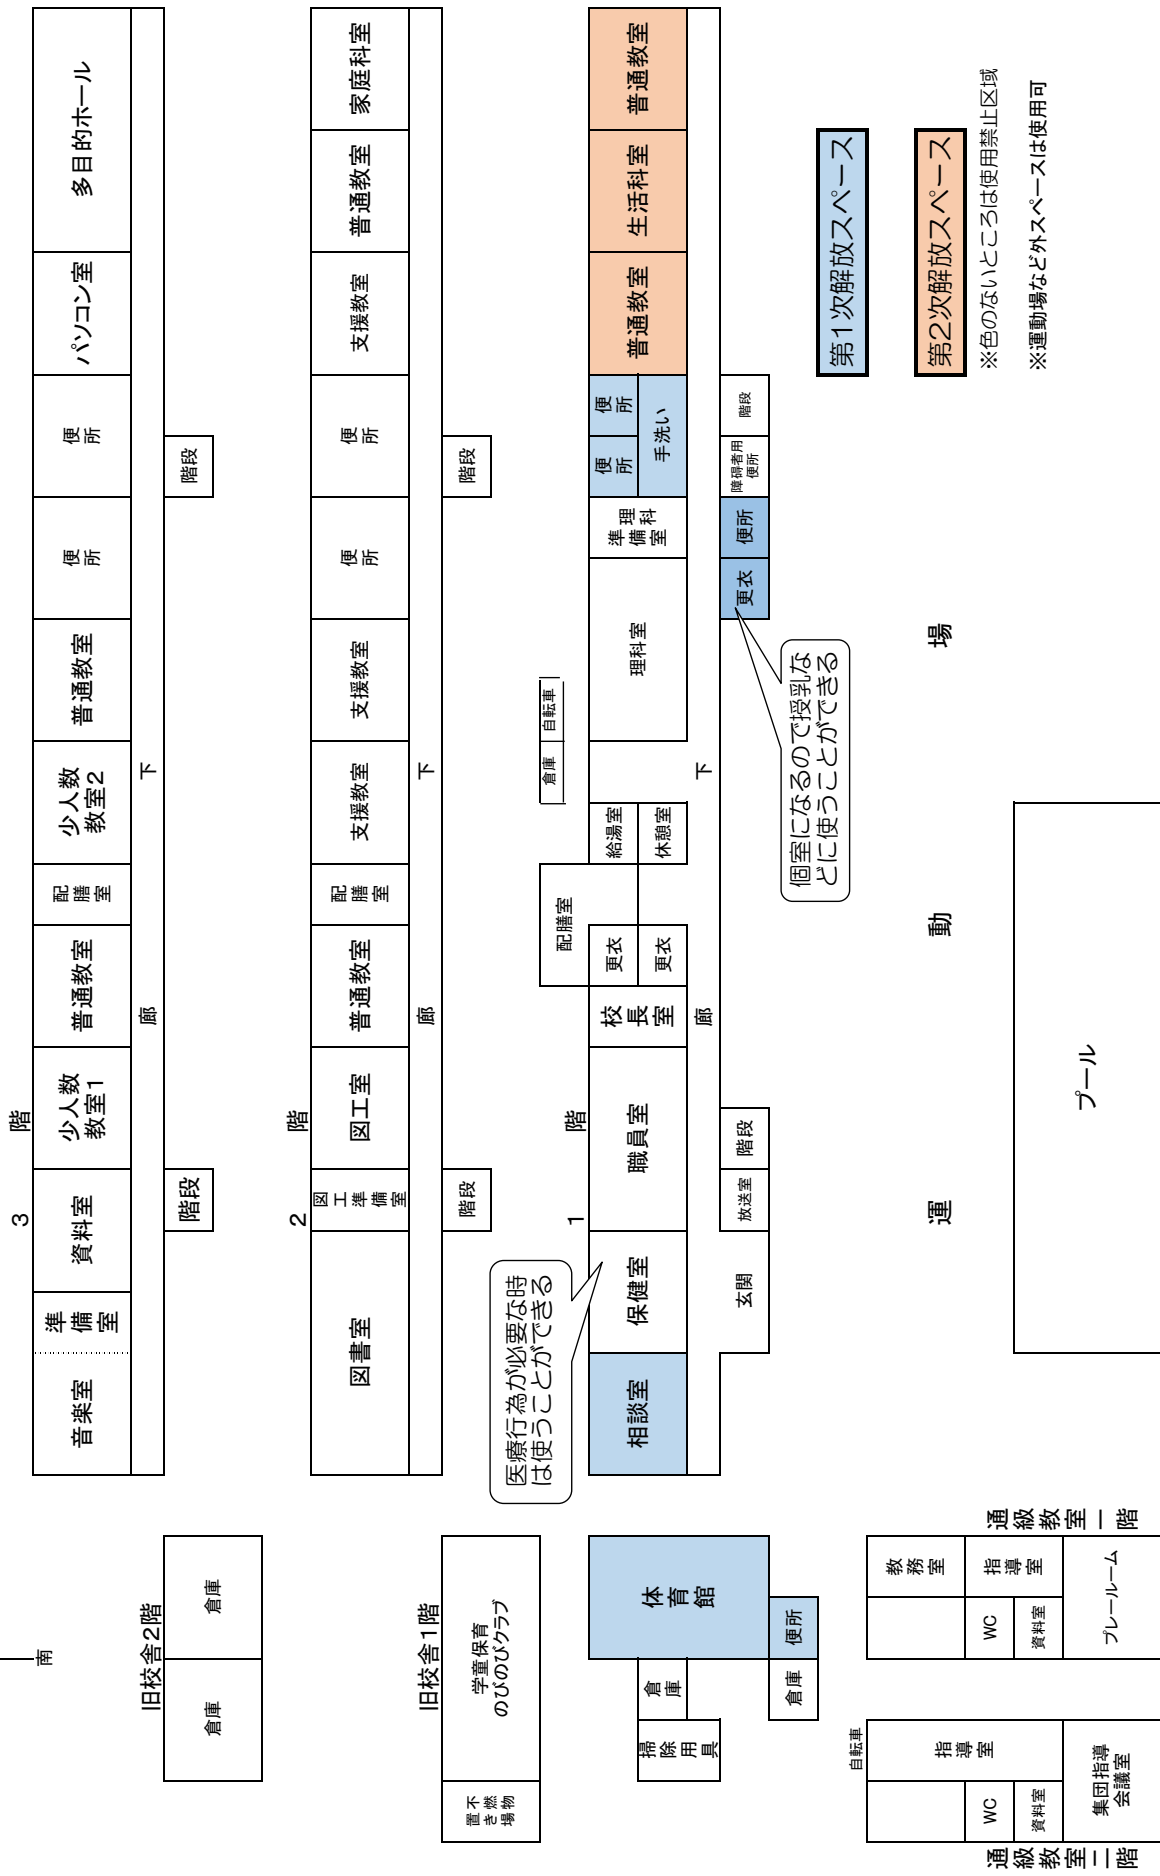 3 階
音楽室
準備室
資料室
少人数
教室1
普通教室
配膳室
少人数
教室2
普通教室
便所
便所
パソコン室
多目的ホール
廊 下
階段
階段
2 階
図書室
図工準備室
図工室
普通教室
配膳室
支援教室
支援教室
便所
便所
支援教室
普通教室
家庭科室
廊 下
階段
階段
医療行為が必要な時
は使うことができる
1 階
相談室
保健室
職員室
校長室
更衣
更衣
配膳室
給湯室
休憩室
倉庫
自転車
理科室
理科準備室
便所
便所
手洗い
普通教室
生活科室
普通教室
廊 下
玄関
放送室
階段
更衣
便所
障碍者用
便所
階段
個室になるので授乳な
どに使うことができる
第1次解放スペース
第2次解放スペース
※色のないところは使用禁止区域
※運動場など外スペースは使用可
運 動 場
プール
南
旧校舎2階
倉庫
倉庫
旧校舎1階
不燃物
置き場
学童保育
のびのびクラブ
掃除用具
倉庫
体育館
倉庫
便所
自転車
指導室
WC
資料室
集団指導
会議室
通級教室二階
教務室
WC
指導室
資料室
プレールーム
通級教室一階